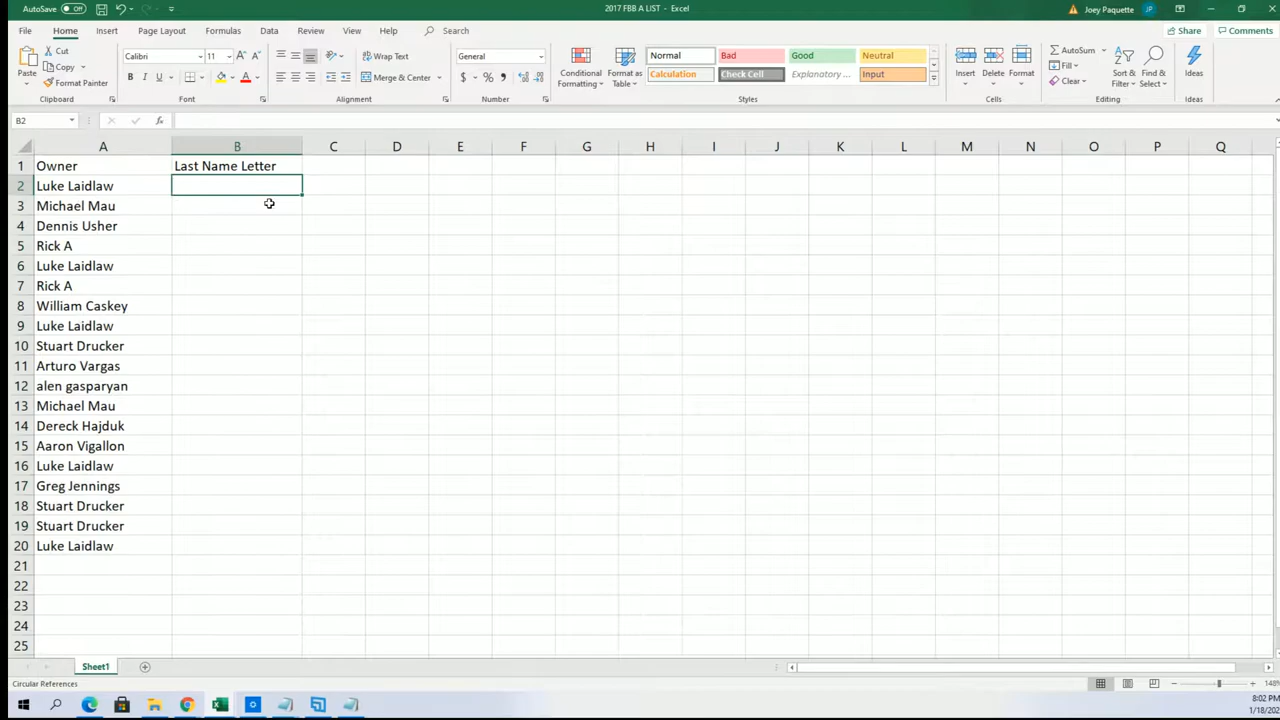 AutoSave Off 2017 FBB A LIST - Excel Joey Paquette JP
File Home Insert Page Layout Formulas Data Review View Help Search Share Comments
Paste Cut Copy Format Painter Clipboard
Calibri 11 B I U A A A Font
Wrap Text Merge & Center Alignment
General $ % , Number
Conditional Formatting Format as Table Normal Bad Good Neutral
Calculation Check Cell Explanatory ... Input Styles
Insert Delete Format Cells
AutoSum Fill Clear Sort & Filter Find & Select Editing
Ideas Ideas
B2 fx
A B C D E F G H I J K L M N O P Q
1 Owner Last Name Letter
2 Luke Laidlaw
3 Michael Mau
4 Dennis Usher
5 Rick A
6 Luke Laidlaw
7 Rick A
8 William Caskey
9 Luke Laidlaw
10 Stuart Drucker
11 Arturo Vargas
12 alen gasparyan
13 Michael Mau
14 Dereck Hajduk
15 Aaron Vigallon
16 Luke Laidlaw
17 Greg Jennings
18 Stuart Drucker
19 Stuart Drucker
20 Luke Laidlaw
21
22
23
24
25
Sheet1
Circular References 148%
8:02 PM